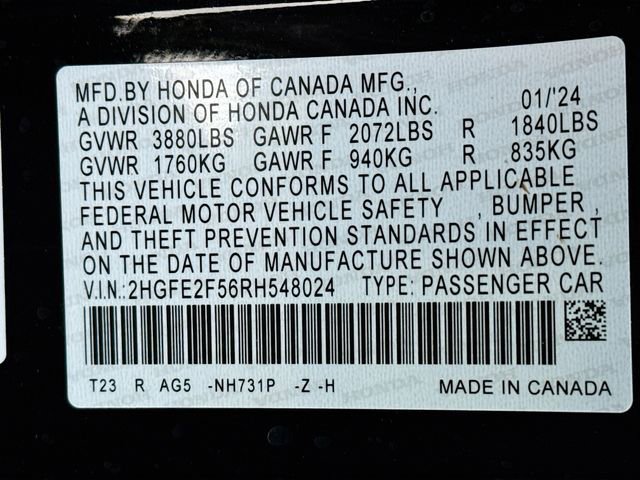 MFD.BY HONDA OF CANADA MFG.,
A DIVISION OF HONDA CANADA INC. 01/'24
GVWR 3880LBS GAWR F 2072LBS R 1840LBS
GVWR 1760KG GAWR F 940KG R 835KG
THIS VEHICLE CONFORMS TO ALL APPLICABLE
FEDERAL MOTOR VEHICLE SAFETY , BUMPER ,
AND THEFT PREVENTION STANDARDS IN EFFECT
ON THE DATE OF MANUFACTURE SHOWN ABOVE.
V.I.N.:2HGFE2F56RH548024 TYPE: PASSENGER CAR
T23 R AG5 -NH731P -Z -H MADE IN CANADA